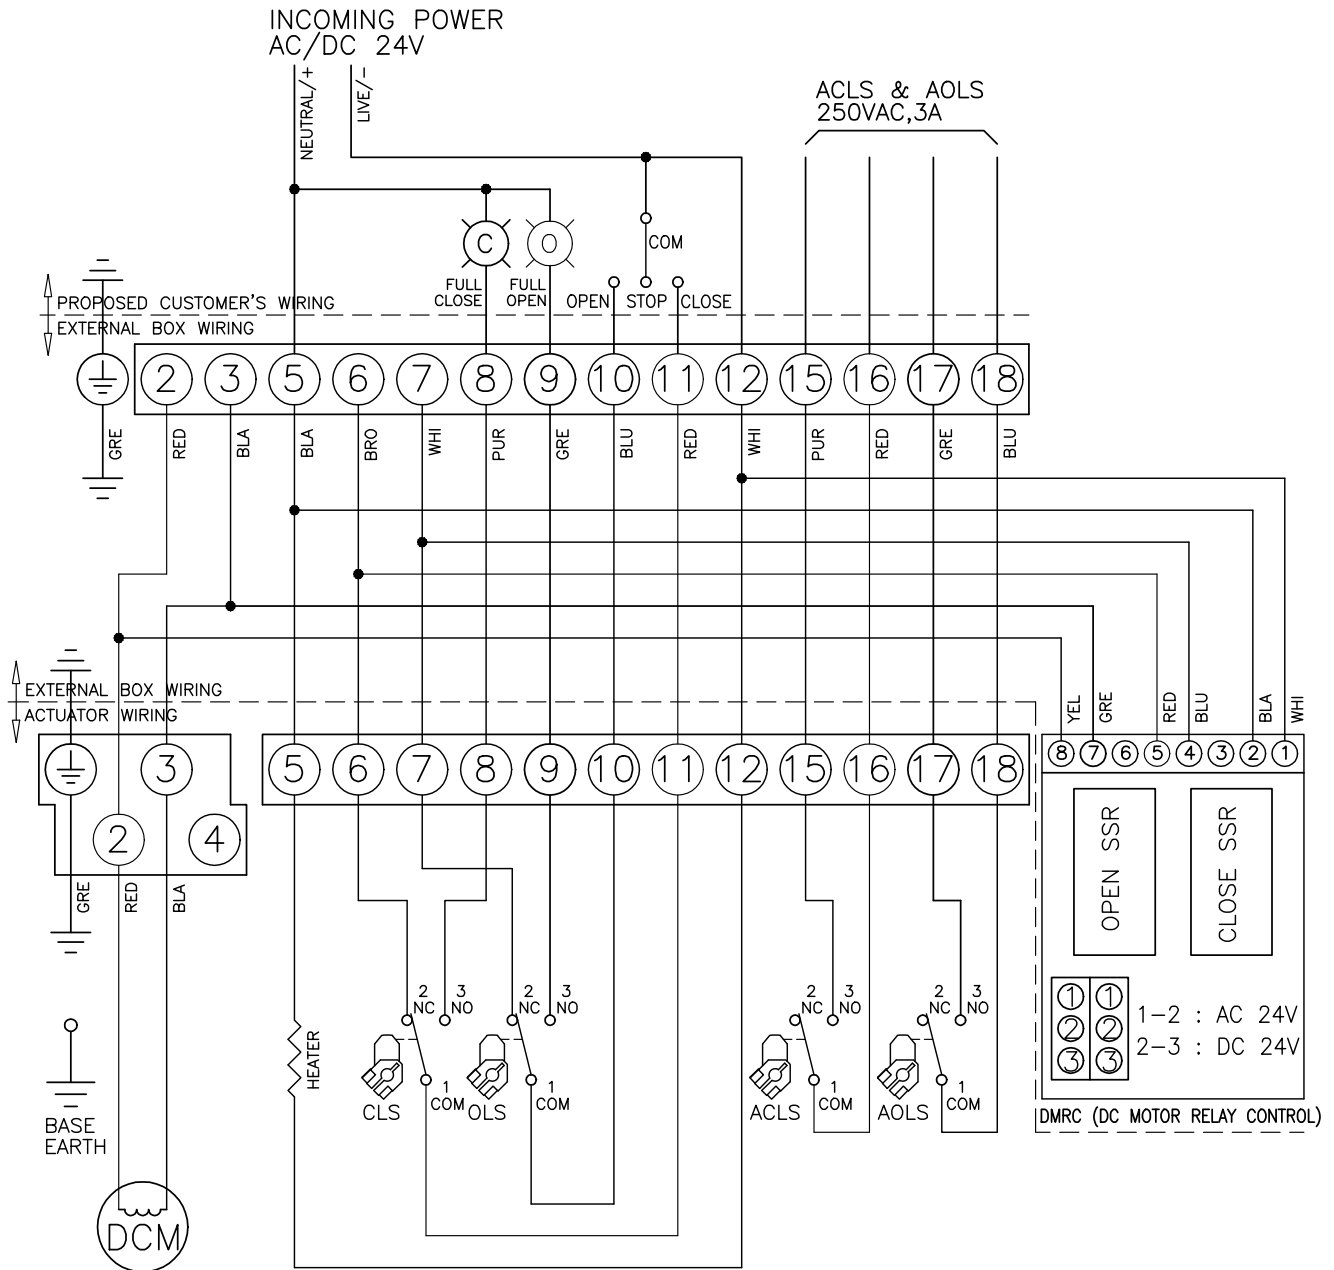 INCOMING POWER
AC/DC 24V
NEUTRAL/+
LIVE/-
ACLS & AOLS
250VAC,3A
C
O
COM
FULL CLOSE
FULL OPEN
OPEN
STOP
CLOSE
PROPOSED CUSTOMER'S WIRING
EXTERNAL BOX WIRING
2 3 5 6 7 8 9 10 11 12 15 16 17 18
GRE RED BLA BLA BRO WHI PUR GRE BLU RED WHI PUR RED GRE BLU
EXTERNAL BOX WIRING
ACTUATOR WIRING
YEL GRE RED BLU BLA WHI
3
2 4
5 6 7 8 9 10 11 12 15 16 17 18
8 7 6 5 4 3 2 1
GRE RED BLA
OPEN SSR
CLOSE SSR
2 NC
3 NO
2 NC
3 NO
2 NC
3 NO
2 NC
3 NO
1 1
2 2
3 3
1-2 : AC 24V
2-3 : DC 24V
HEATER
CLS
1 COM
OLS
1 COM
ACLS
1 COM
AOLS
1 COM
DMRC (DC MOTOR RELAY CONTROL)
BASE
EARTH
DCM